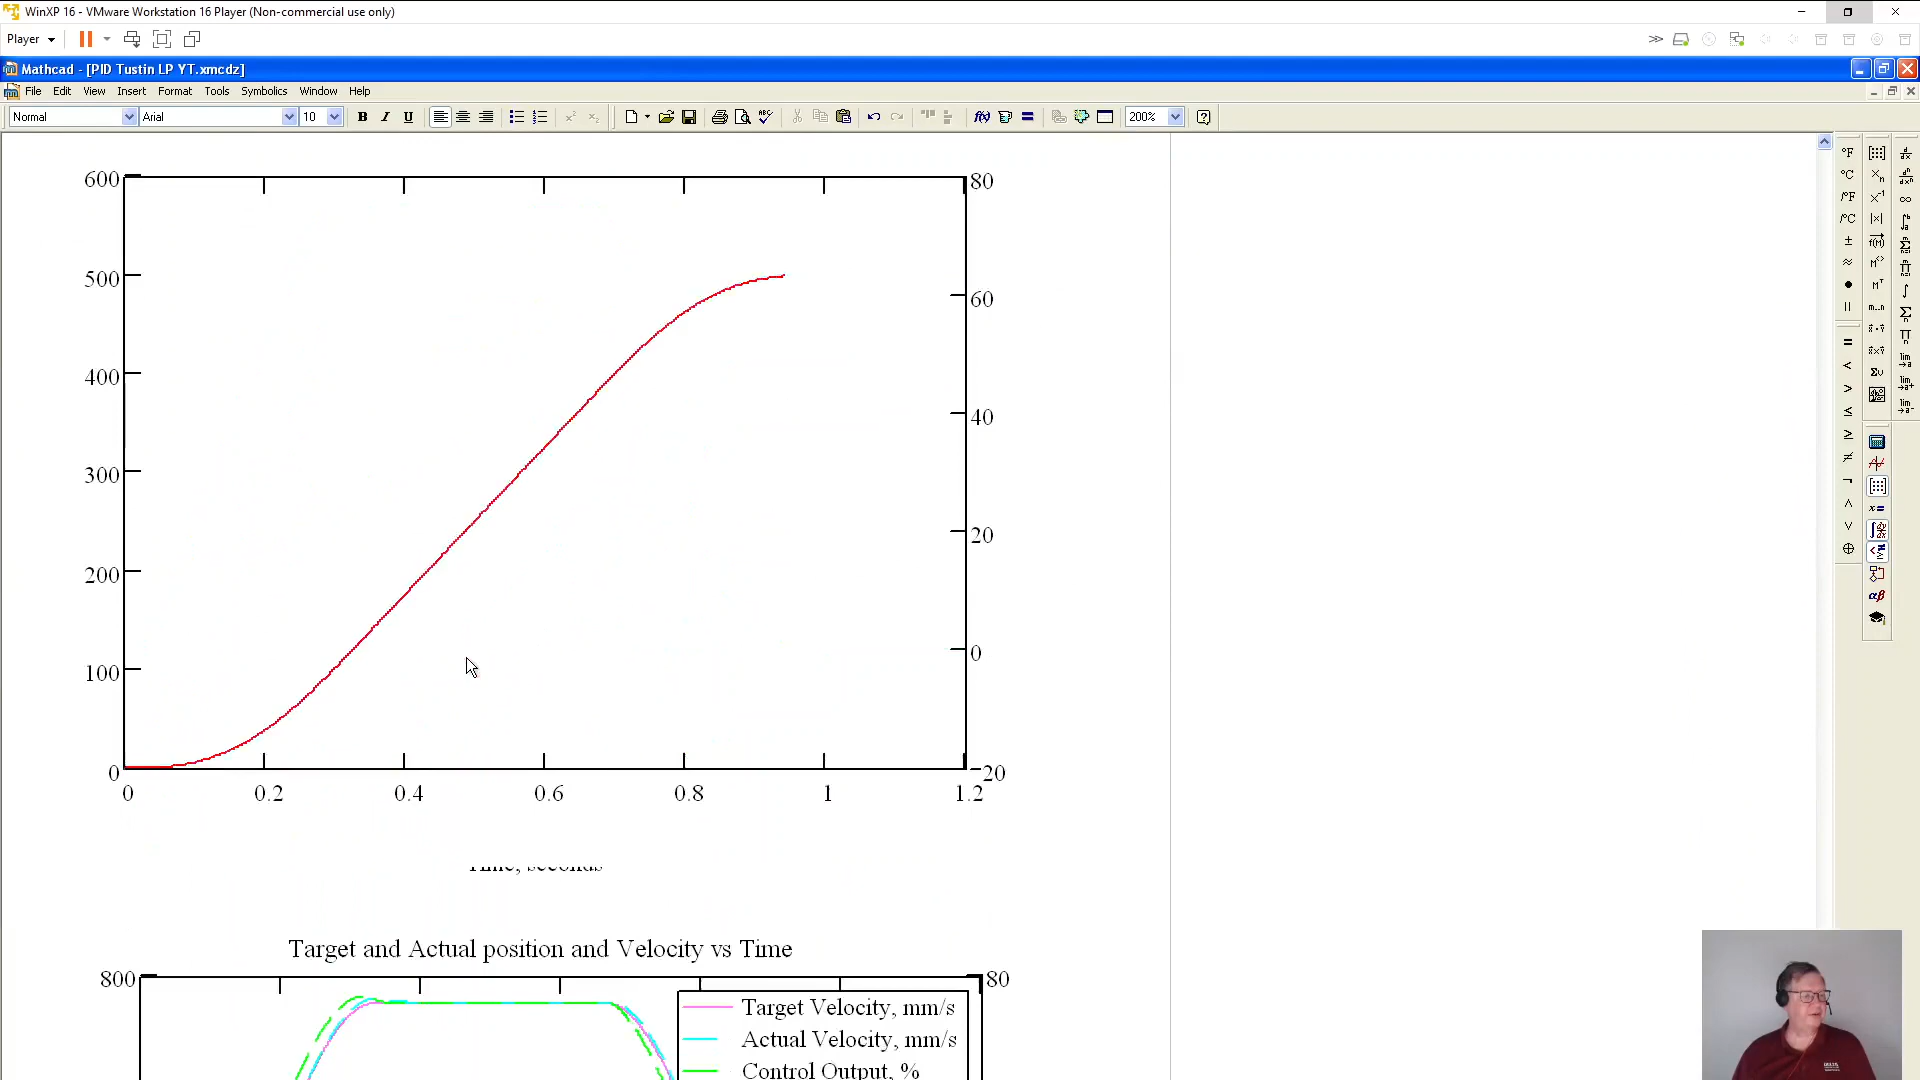 WinXP 16 - VMware Workstation 16 Player (Non-commercial use only)
Player
Mathcad - [PID Tustin LP YT.xmcdz]
File Edit View Insert Format Tools Symbolics Window Help
Normal Arial 10 B I U 200%
600
500
400
300
200
100
0
80
60
40
20
0
-20
0 0.2 0.4 0.6 0.8 1 1.2
Time, seconds
Target and Actual position and Velocity vs Time
800
80
Target Velocity, mm/s
Actual Velocity, mm/s
Control Output, %